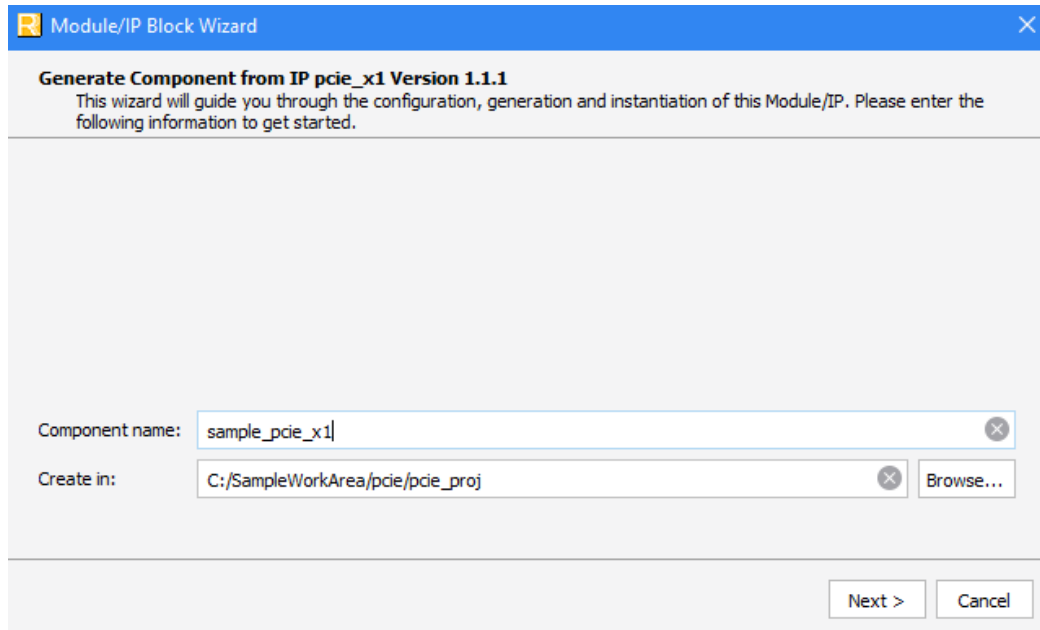 Module/IP Block Wizard
Generate Component from IP pcie_x1 Version 1.1.1
This wizard will guide you through the configuration, generation and instantiation of this Module/IP. Please enter the
following information to get started.
Component name: sample_pcie_x1
Create in: C:/SampleWorkArea/pcie/pcie_proj Browse...
Next > Cancel